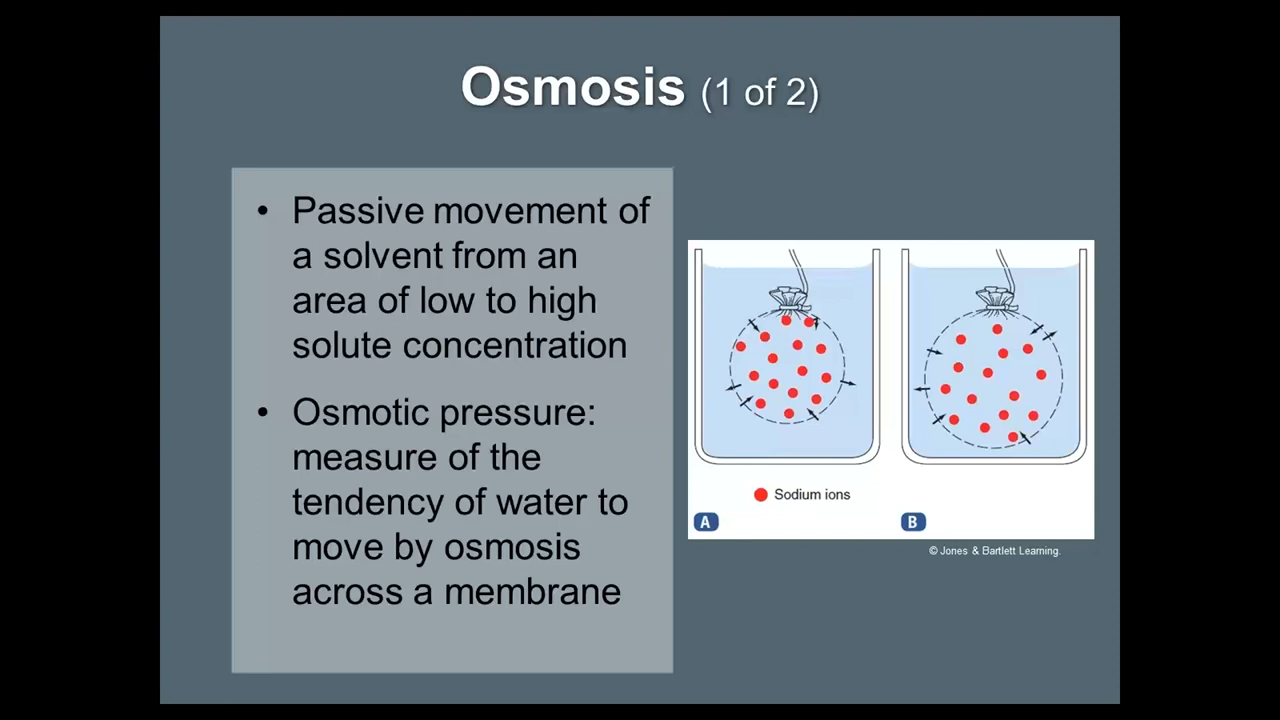 Osmosis (1 of 2)
• Passive movement of
a solvent from an
area of low to high
solute concentration
• Osmotic pressure:
measure of the
tendency of water to
move by osmosis
across a membrane
Sodium ions
A
B
© Jones & Bartlett Learning.